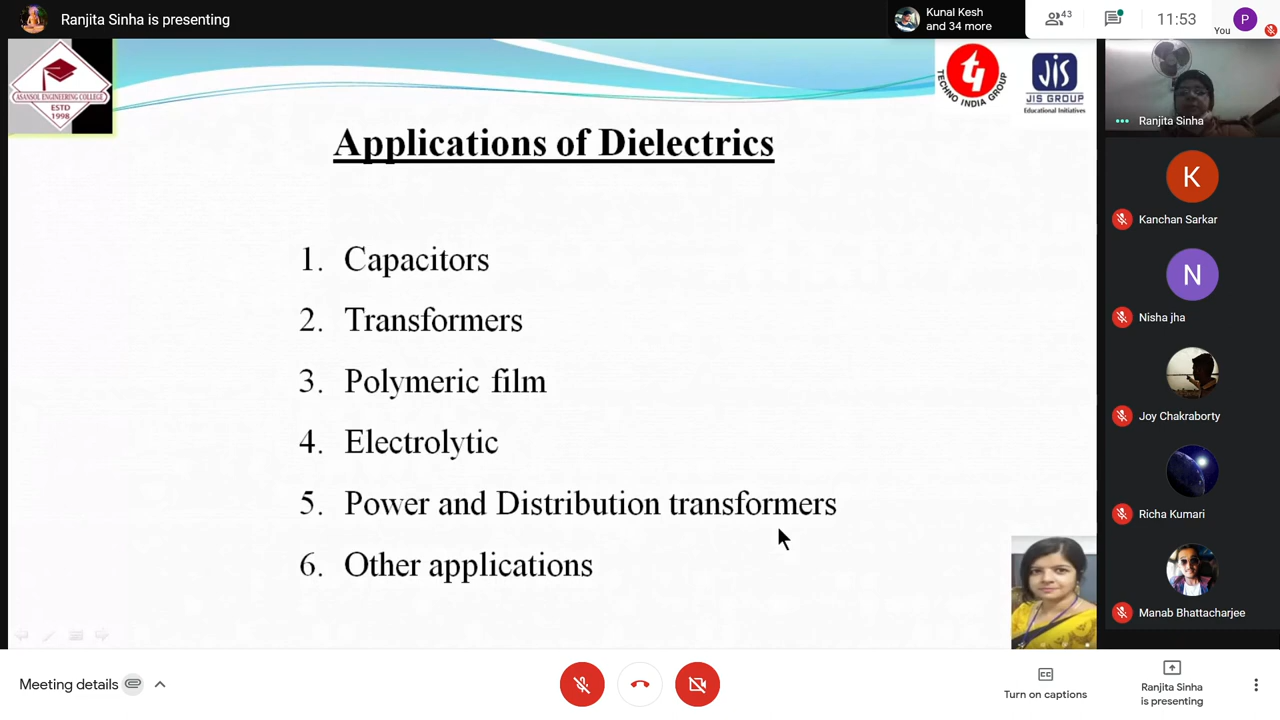 Ranjita Sinha is presenting
Kunal Kesh
and 34 more
43
11:53
You
P
ASANSOL ENGINEERING COLLEGE
ESTD
1998
TECHNO INDIA GROUP
JIS
JIS GROUP
Educational Initiatives
Applications of Dielectrics
1. Capacitors
2. Transformers
3. Polymeric film
4. Electrolytic
5. Power and Distribution transformers
6. Other applications
Ranjita Sinha
K
Kanchan Sarkar
N
Nisha jha
Joy Chakraborty
Richa Kumari
Manab Bhattacharjee
Meeting details
CC
Turn on captions
Ranjita Sinha
is presenting